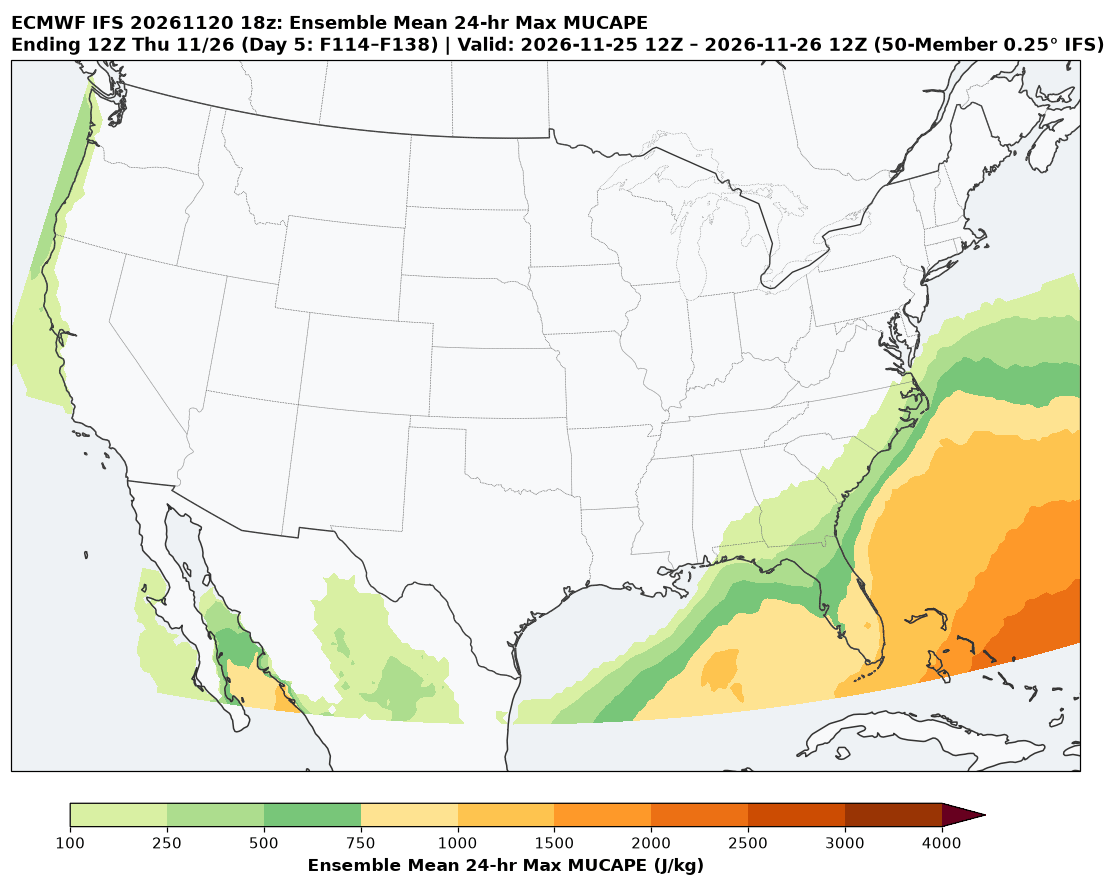 ECMWF IFS 20261120 18z: Ensemble Mean 24-hr Max MUCAPE
Ending 12Z Thu 11/26 (Day 5: F114–F138) | Valid: 2026-11-25 12Z – 2026-11-26 12Z (50-Member 0.25° IFS)
100 250 500 750 1000 1500 2000 2500 3000 4000
Ensemble Mean 24-hr Max MUCAPE (J/kg)